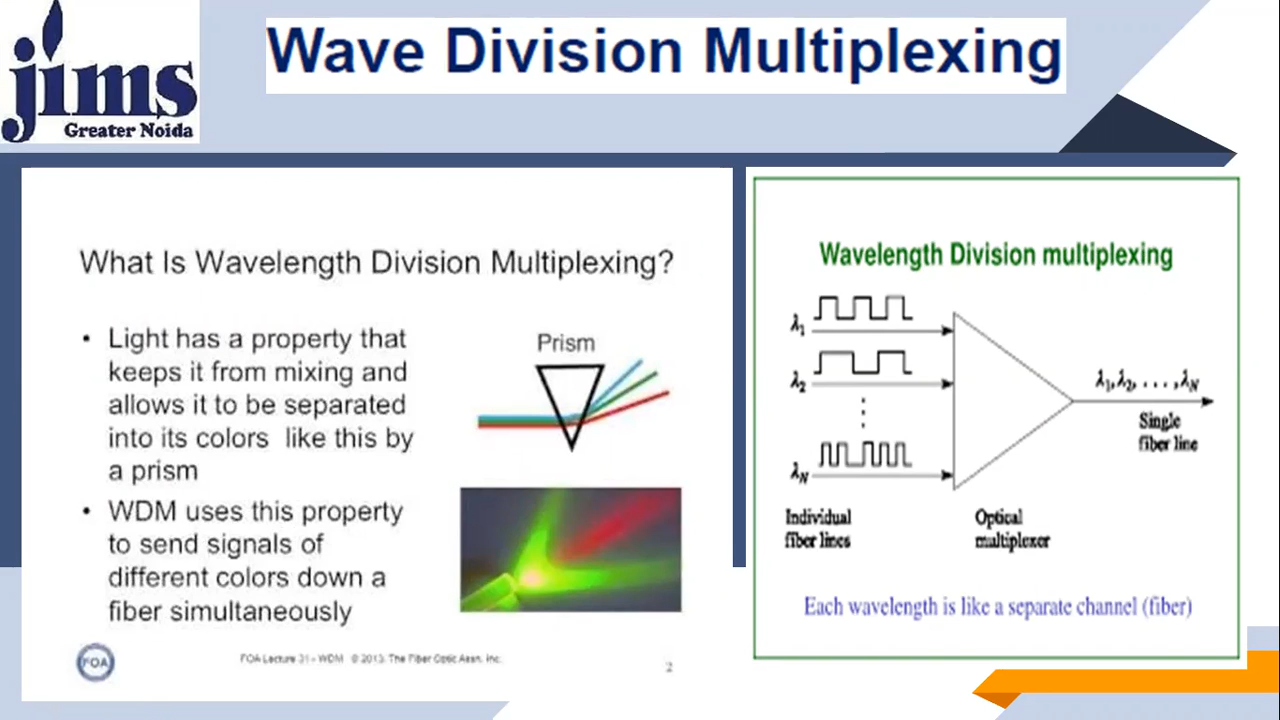 jims
Greater Noida
Wave Division Multiplexing
What Is Wavelength Division Multiplexing?
• Light has a property that
keeps it from mixing and
allows it to be separated
into its colors like this by
a prism
• WDM uses this property
to send signals of
different colors down a
fiber simultaneously
Prism
FOA
FOA Lecture 31 - WDM © 2013, The Fiber Optic Assn. Inc.
2
Wavelength Division multiplexing
λ1
λ2
λN
λ1,λ2, . . . ,λN
Single
fiber line
Individual
fiber lines
Optical
multiplexer
Each wavelength is like a separate channel (fiber)